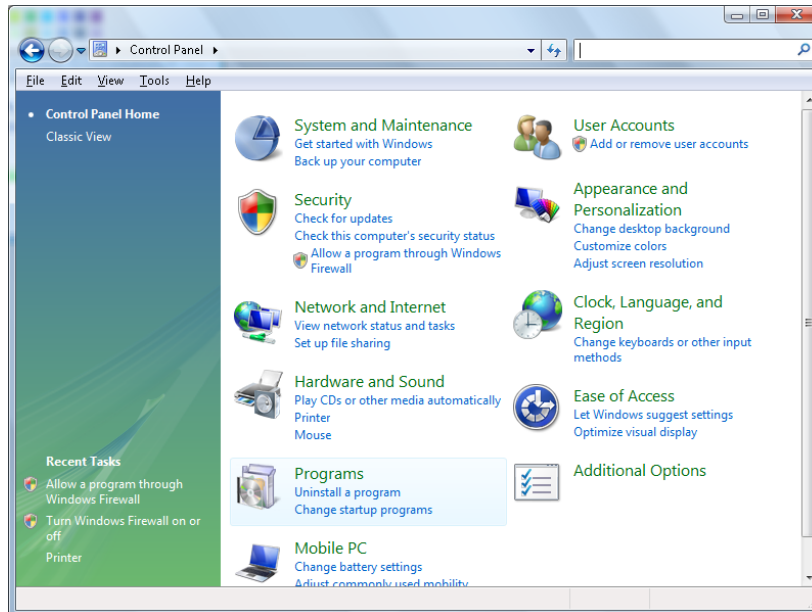 Control Panel
File Edit View Tools Help
Control Panel Home
Classic View
Recent Tasks
Allow a program through
Windows Firewall
Turn Windows Firewall on or
off
Printer
System and Maintenance
Get started with Windows
Back up your computer
Security
Check for updates
Check this computer's security status
Allow a program through Windows
Firewall
Network and Internet
View network status and tasks
Set up file sharing
Hardware and Sound
Play CDs or other media automatically
Printer
Mouse
Programs
Uninstall a program
Change startup programs
Mobile PC
Change battery settings
Adjust commonly used mobility
User Accounts
Add or remove user accounts
Appearance and
Personalization
Change desktop background
Customize colors
Adjust screen resolution
Clock, Language, and
Region
Change keyboards or other input
methods
Ease of Access
Let Windows suggest settings
Optimize visual display
Additional Options